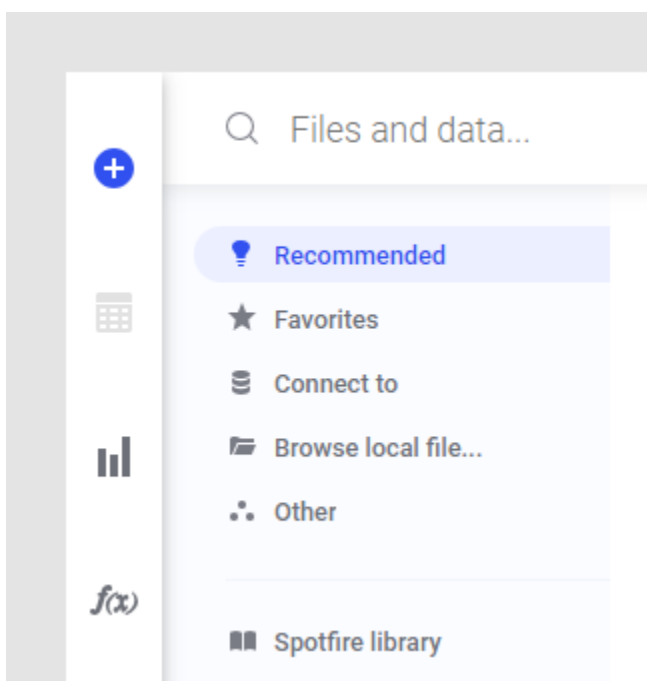 Files and data...
Recommended
Favorites
Connect to
Browse local file...
Other
f(x)
Spotfire library